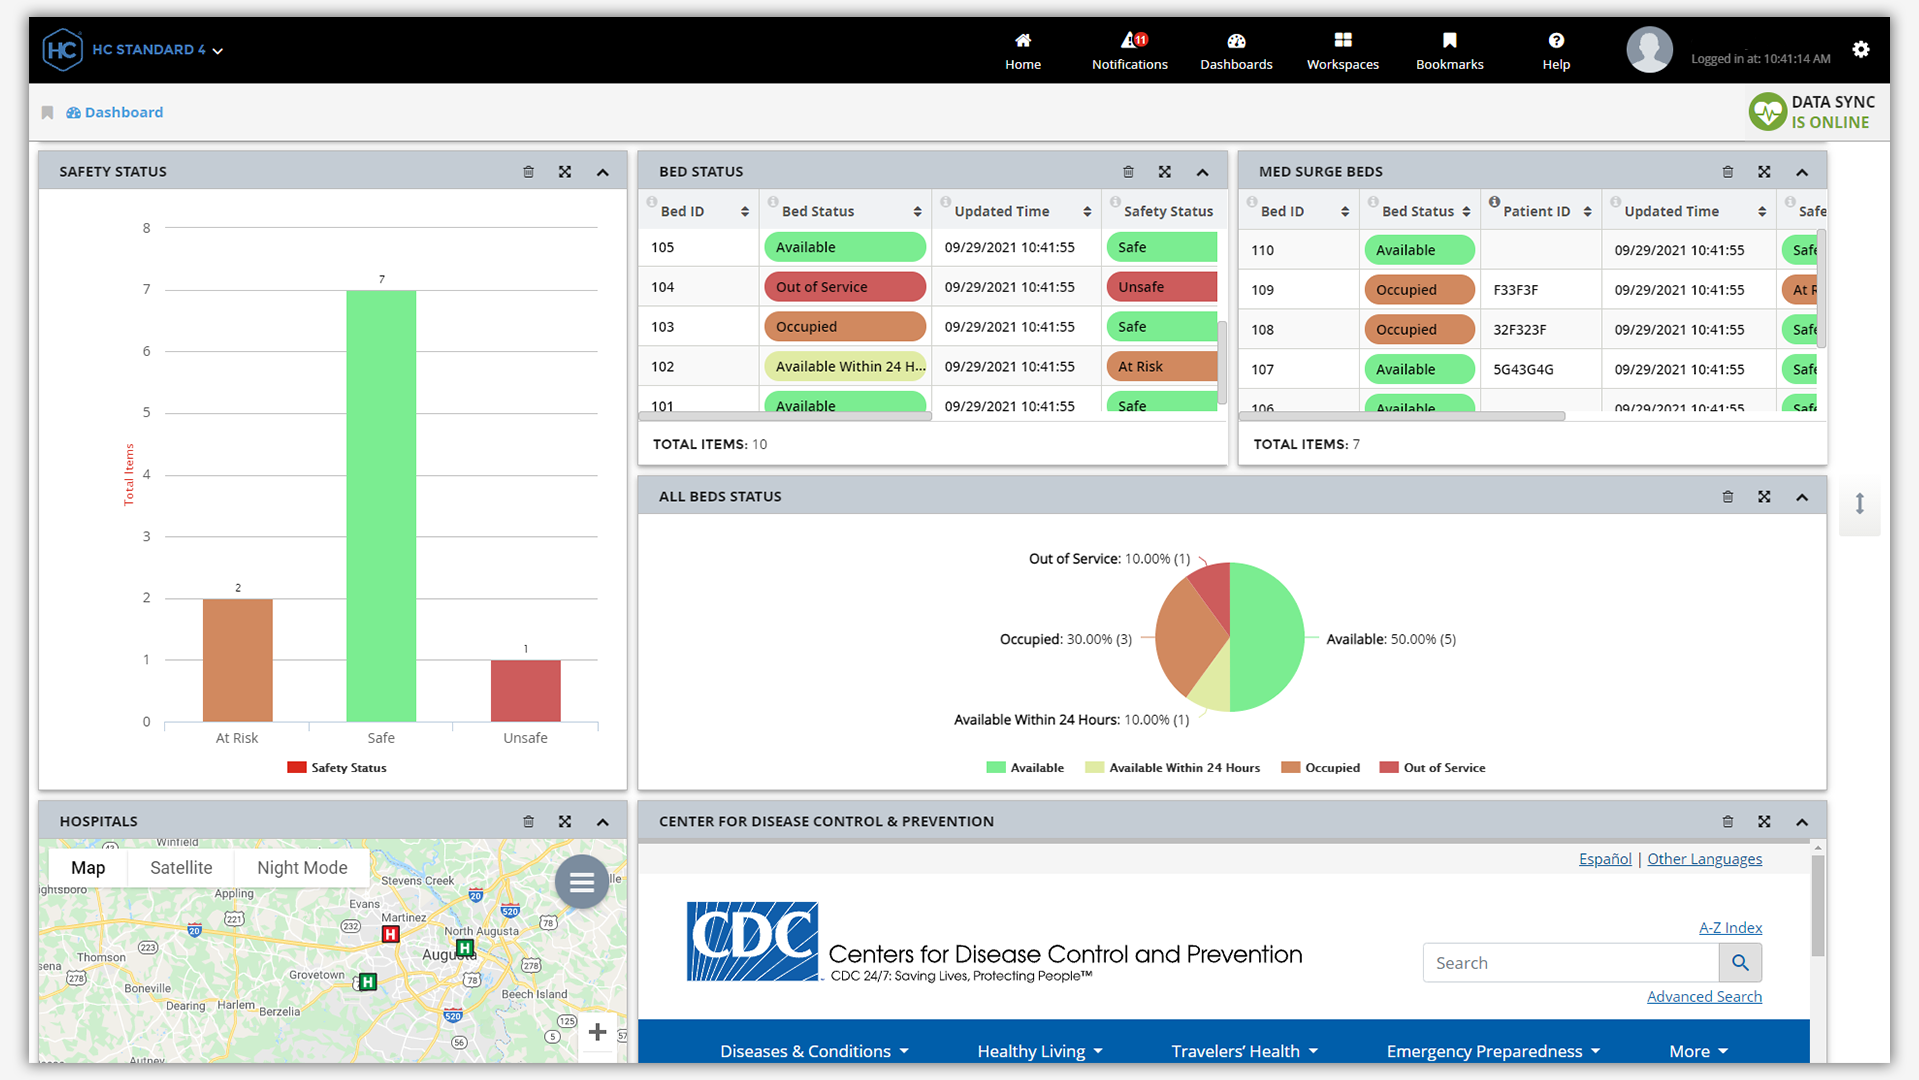 HC HC STANDARD 4
Home
Notifications 11
Dashboards
Workspaces
Bookmarks
Help
Logged in at: 10:41:14 AM
Dashboard
DATA SYNC
IS ONLINE
SAFETY STATUS
8
7
6
5
4
3
2
1
0
Total Items
2
7
1
At Risk
Safe
Unsafe
Safety Status
BED STATUS
Bed ID Bed Status Updated Time Safety Status
105 Available 09/29/2021 10:41:55 Safe
104 Out of Service 09/29/2021 10:41:55 Unsafe
103 Occupied 09/29/2021 10:41:55 Safe
102 Available Within 24 H... 09/29/2021 10:41:55 At Risk
101 Available 09/29/2021 10:41:55 Safe
TOTAL ITEMS: 10
MED SURGE BEDS
Bed ID Bed Status Patient ID Updated Time Safe
110 Available 09/29/2021 10:41:55 Safe
109 Occupied F33F3F 09/29/2021 10:41:55 At R
108 Occupied 32F323F 09/29/2021 10:41:55 Safe
107 Available 5G43G4G 09/29/2021 10:41:55 Safe
106 Available 09/29/2021 10:41:55 Safe
TOTAL ITEMS: 7
ALL BEDS STATUS
Out of Service: 10.00% (1)
Occupied: 30.00% (3)
Available: 50.00% (5)
Available Within 24 Hours: 10.00% (1)
Available Available Within 24 Hours Occupied Out of Service
HOSPITALS
Winfield
Map Satellite Night Mode
Stevens Creek
ightsboro
Appling
20
Evans
520
221
Martinez
78
20
232
North Augusta
223
Augusta
Thomson
sena
278
278
Grovetown
78
Boneville
Beech Island
Dearing
Harlem
Berzelia
520
125
5
57
56
H
H
H
+
CENTER FOR DISEASE CONTROL & PREVENTION
Español | Other Languages
A-Z Index
CDC
Centers for Disease Control and Prevention
CDC 24/7: Saving Lives, Protecting People™
Search
Advanced Search
Diseases & Conditions Healthy Living Travelers' Health Emergency Preparedness More